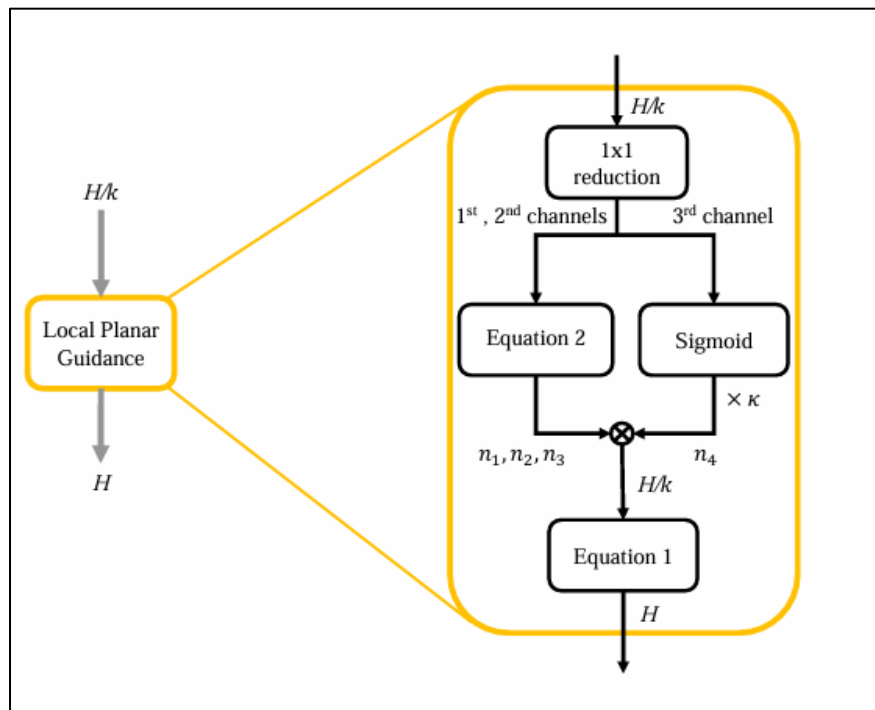 H/k
Local Planar
Guidance
H
H/k
1x1
reduction
1st , 2nd channels
3rd channel
Equation 2
Sigmoid
× κ
n₁, n₂, n₃
n₄
H/k
Equation 1
H